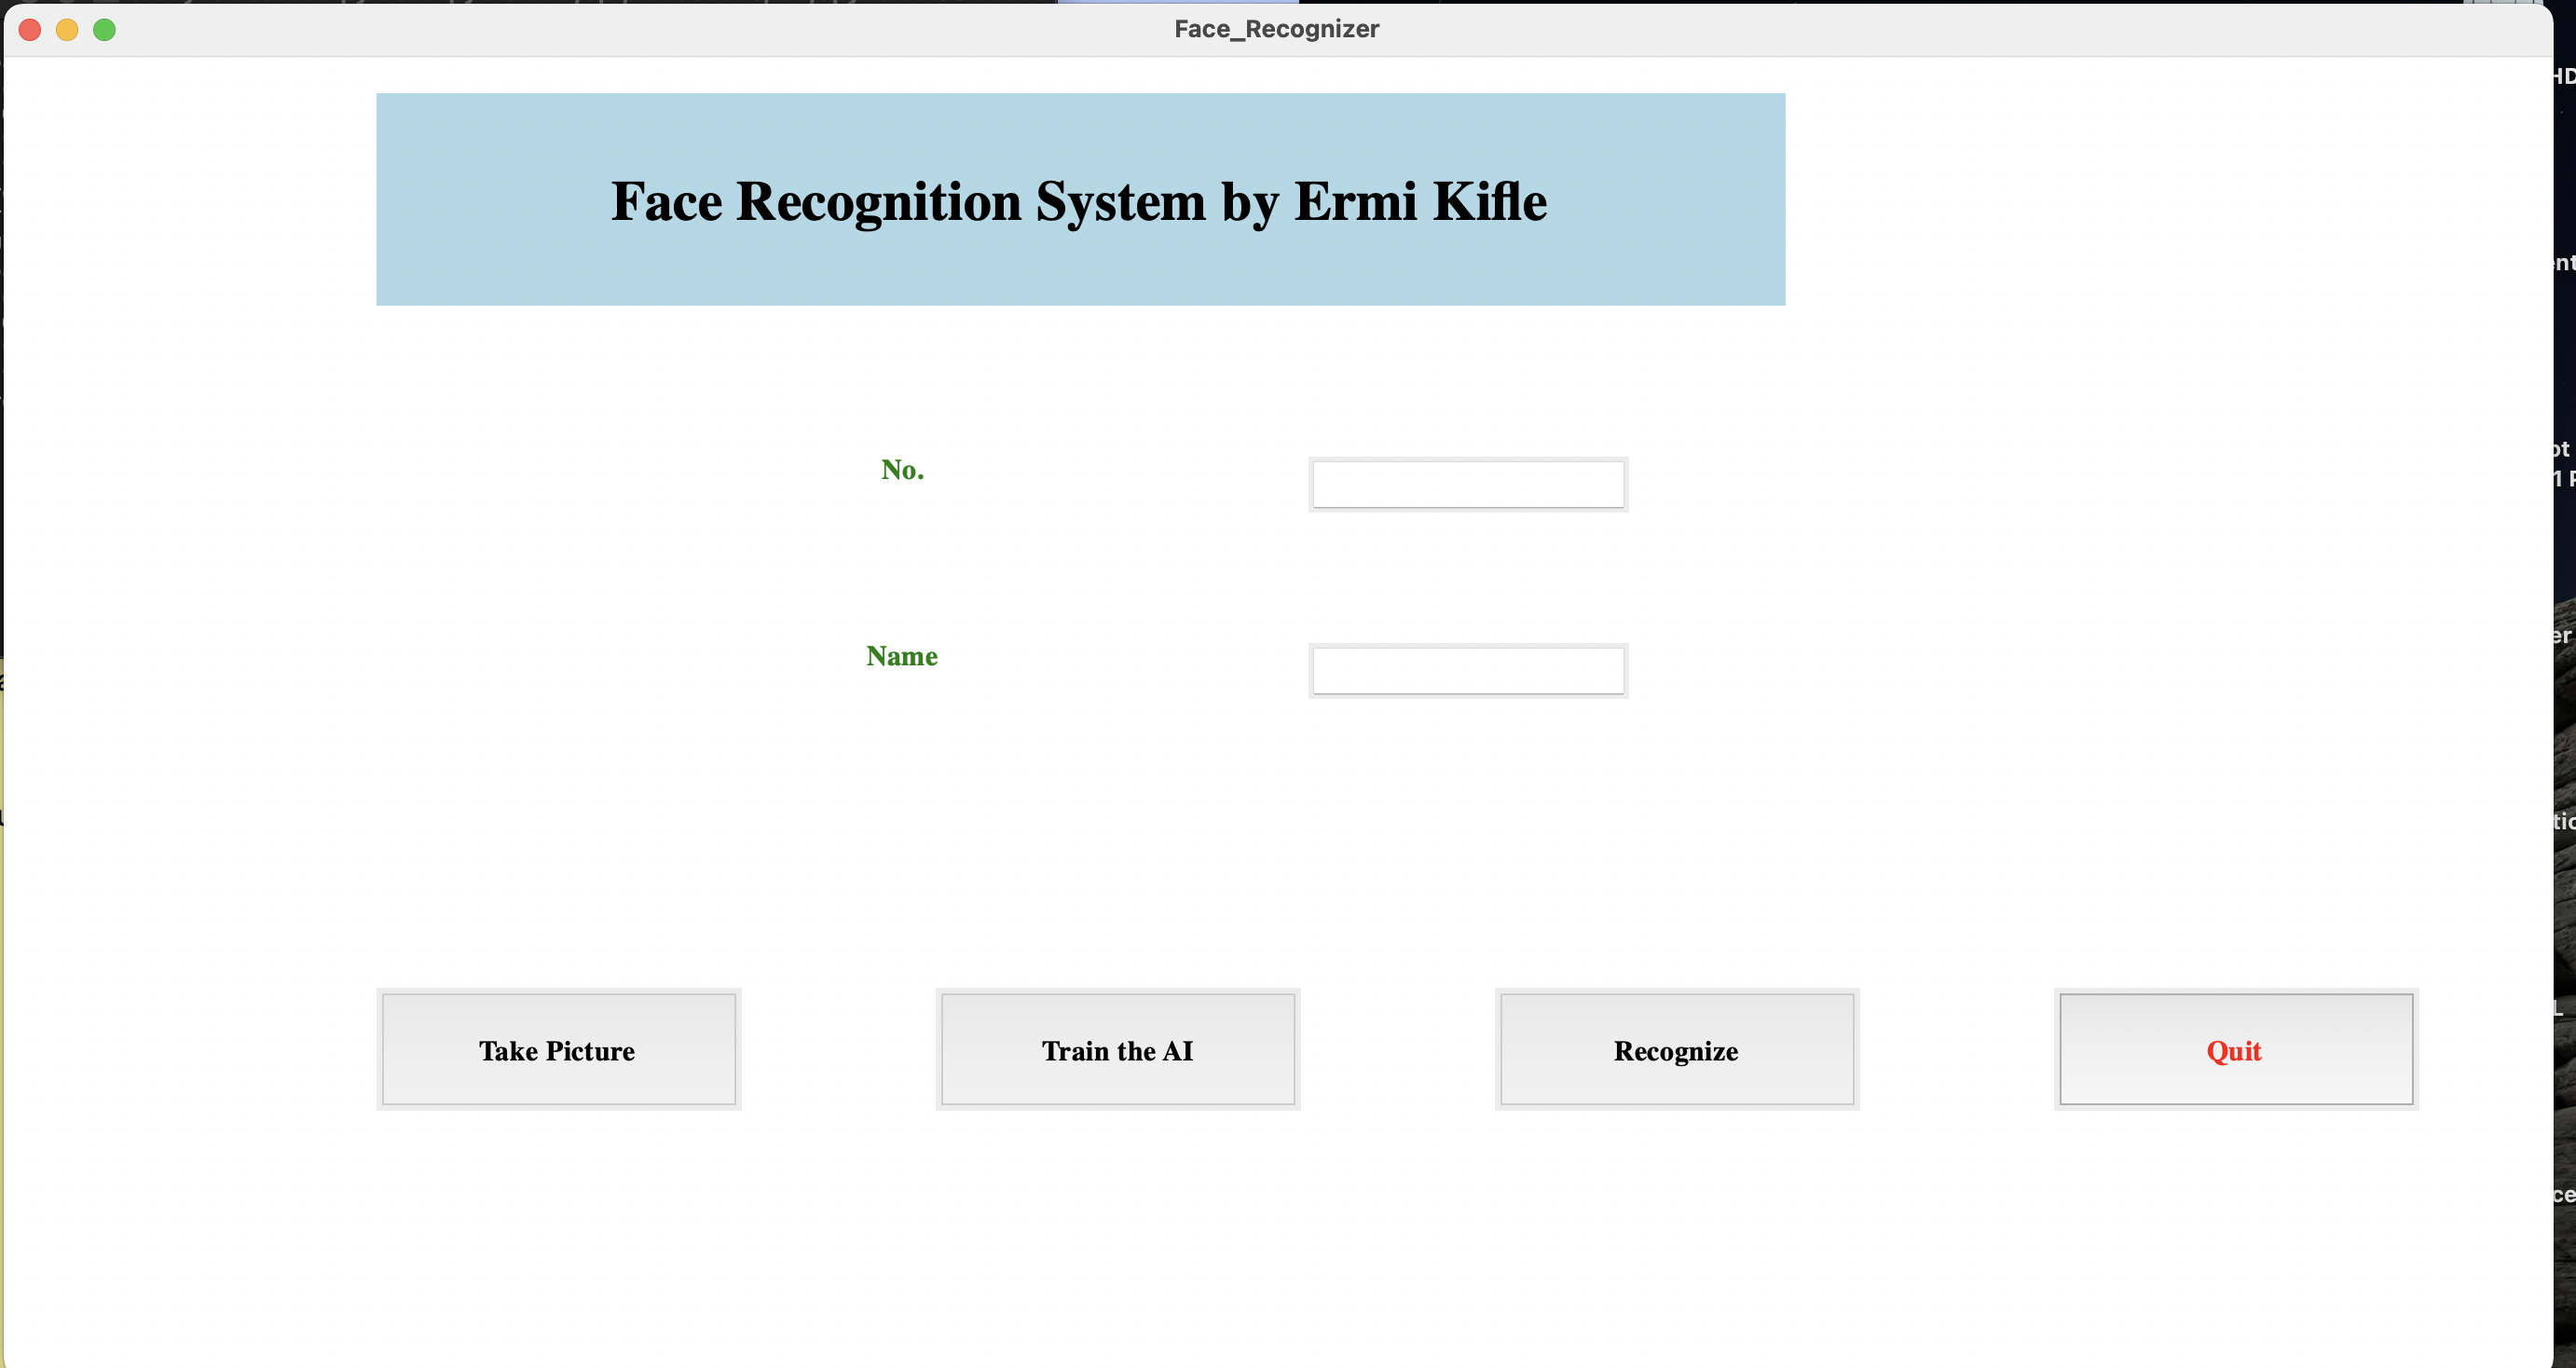 Face_Recognizer
Face Recognition System by Ermi Kifle
No.
Name
Take Picture
Train the AI
Recognize
Quit